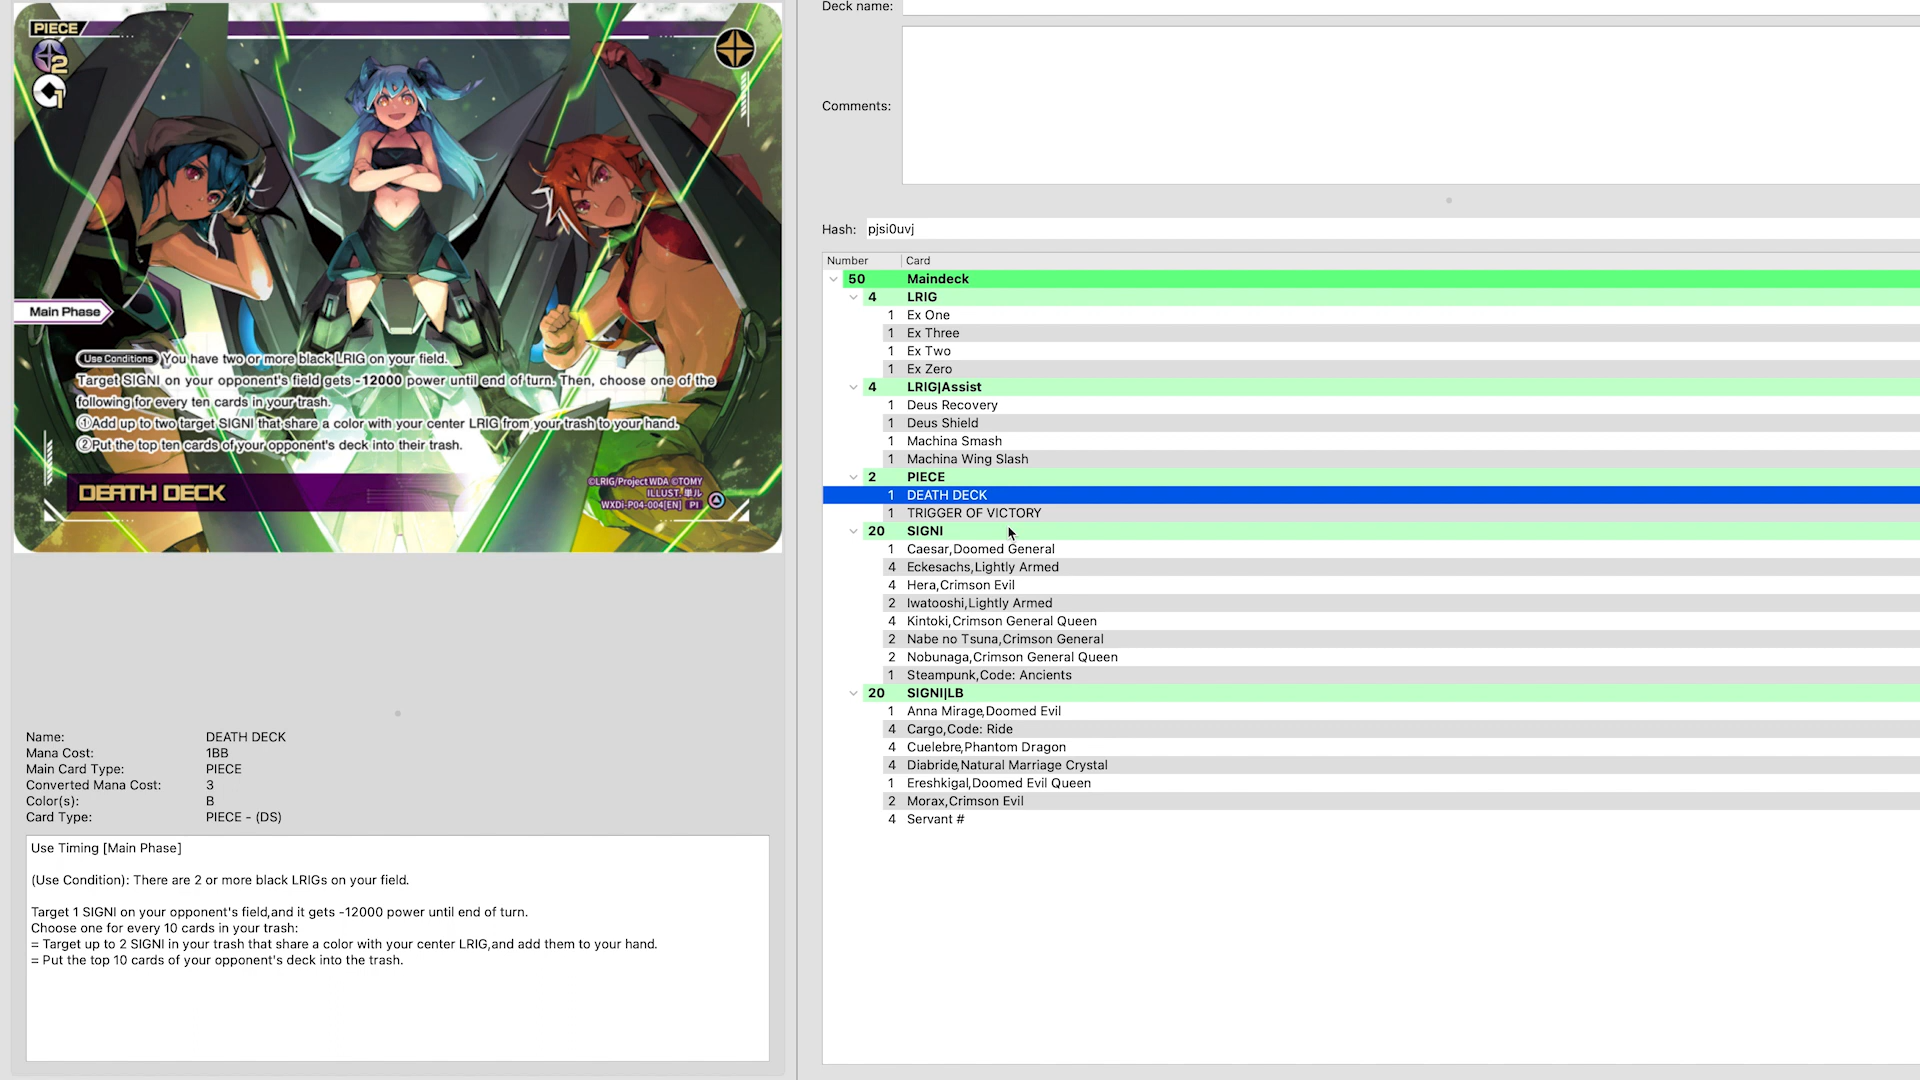 PIECE
2
1
Main Phase
Use Conditions You have two or more black LRIG on your field.
Target SIGNI on your opponent's field gets -12000 power until end of turn. Then, choose one of the
following for every ten cards in your trash.
①Add up to two target SIGNI that share a color with your center LRIG from your trash to your hand.
②Put the top ten cards of your opponent's deck into their trash.
DEATH DECK
©LRIG/Project WDA ©TOMY
ILLUST. 単ル
WXDi-P04-004[EN] PI
Name: DEATH DECK
Mana Cost: 1BB
Main Card Type: PIECE
Converted Mana Cost: 3
Color(s): B
Card Type: PIECE - (DS)
Use Timing [Main Phase]
(Use Condition): There are 2 or more black LRIGs on your field.
Target 1 SIGNI on your opponent's field,and it gets -12000 power until end of turn.
Choose one for every 10 cards in your trash:
= Target up to 2 SIGNI in your trash that share a color with your center LRIG,and add them to your hand.
= Put the top 10 cards of your opponent's deck into the trash.
Deck name:
Comments:
Hash: pjsi0uvj
Number Card
50 Maindeck
4 LRIG
1 Ex One
1 Ex Three
1 Ex Two
1 Ex Zero
4 LRIG|Assist
1 Deus Recovery
1 Deus Shield
1 Machina Smash
1 Machina Wing Slash
2 PIECE
1 DEATH DECK
1 TRIGGER OF VICTORY
20 SIGNI
1 Caesar,Doomed General
4 Eckesachs,Lightly Armed
4 Hera,Crimson Evil
2 Iwatooshi,Lightly Armed
4 Kintoki,Crimson General Queen
2 Nabe no Tsuna,Crimson General
2 Nobunaga,Crimson General Queen
1 Steampunk,Code: Ancients
20 SIGNI|LB
1 Anna Mirage,Doomed Evil
4 Cargo,Code: Ride
4 Cuelebre,Phantom Dragon
4 Diabride,Natural Marriage Crystal
1 Ereshkigal,Doomed Evil Queen
2 Morax,Crimson Evil
4 Servant #